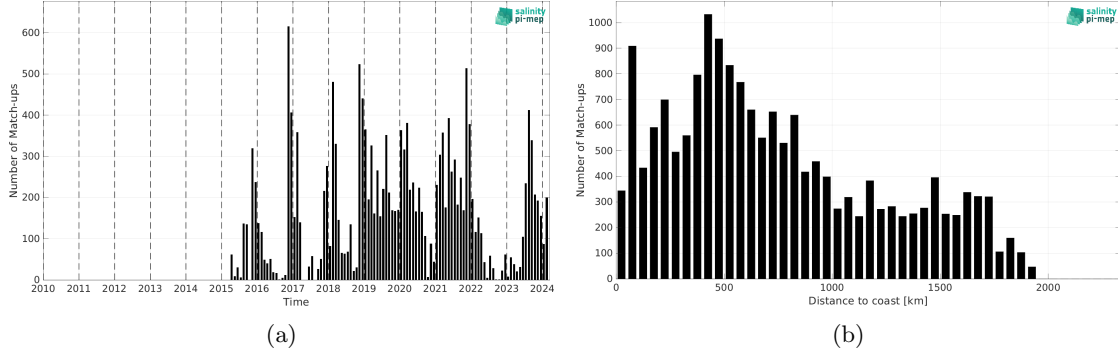 salinity
pi-mep
600
500
400
300
200
100
0
Number of Match-ups
2010 2011 2012 2013 2014 2015 2016 2017 2018 2019 2020 2021 2022 2023 2024
Time
(a)
salinity
pi-mep
1000
900
800
700
600
500
400
300
200
100
0
Number of Match-ups
0 500 1000 1500 2000
Distance to coast [km]
(b)